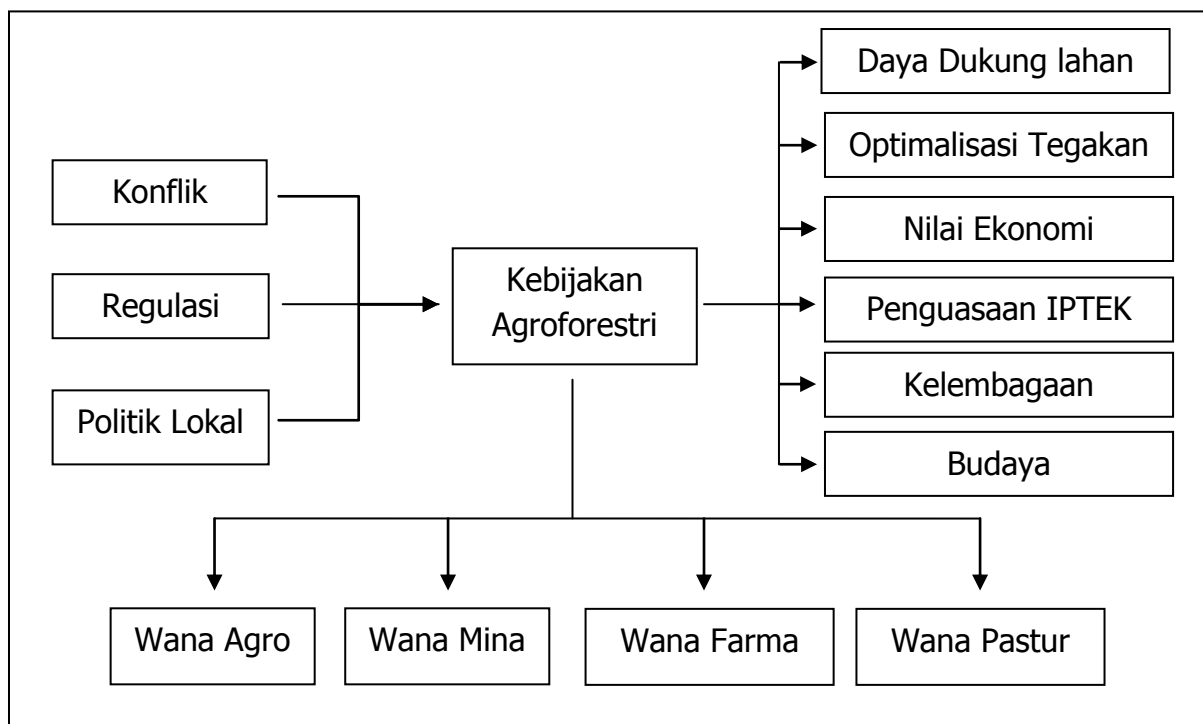 Daya Dukung lahan
Optimalisasi Tegakan
Konflik
Nilai Ekonomi
Regulasi
Kebijakan
Agroforestri
Penguasaan IPTEK
Kelembagaan
Politik Lokal
Budaya
Wana Agro
Wana Mina
Wana Farma
Wana Pastur